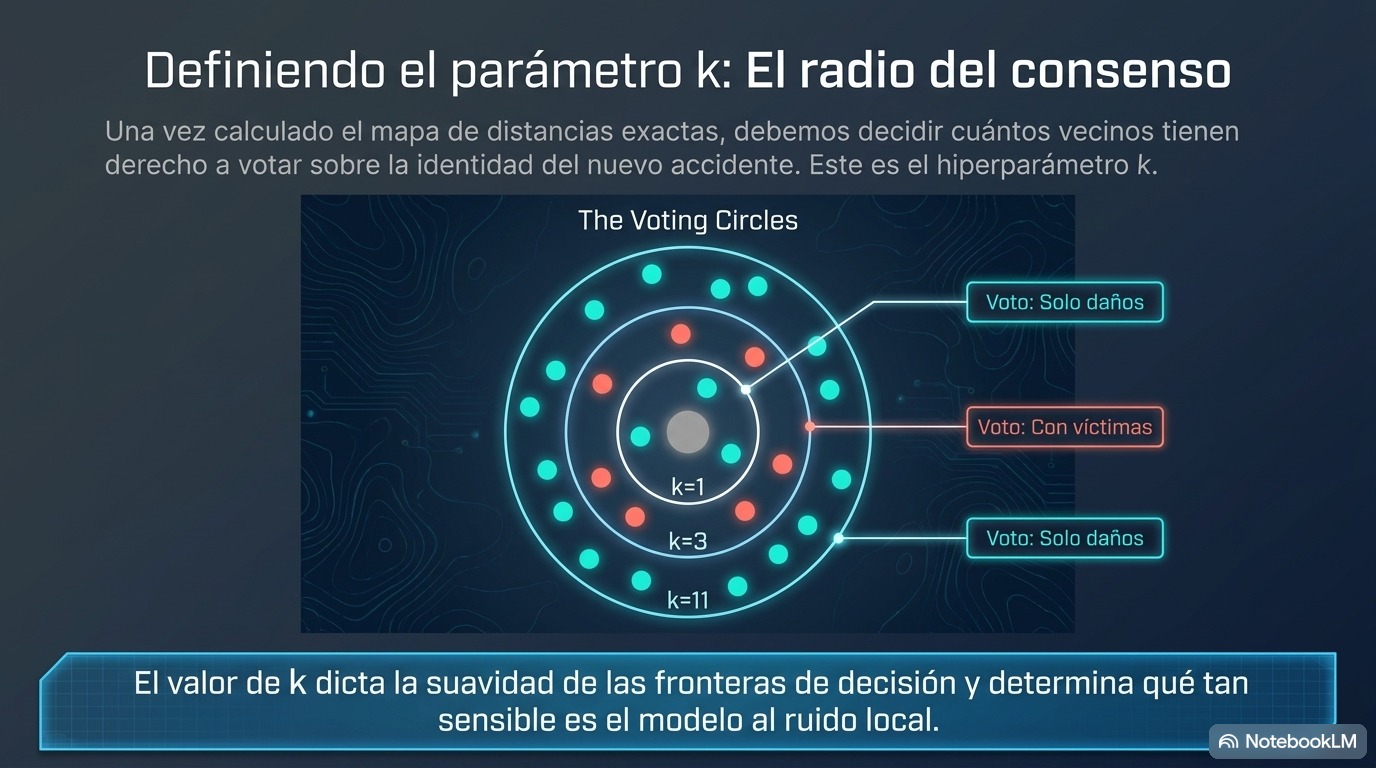 Definiendo el parámetro k: El radio del consenso
Una vez calculado el mapa de distancias exactas, debemos decidir cuántos vecinos tienen
derecho a votar sobre la identidad del nuevo accidente. Este es el hiperparámetro k.
The Voting Circles
Voto: Solo daños
Voto: Con víctimas
Voto: Solo daños
k=1
k=3
k=11
El valor de k dicta la suavidad de las fronteras de decisión y determina qué tan
sensible es el modelo al ruido local.
NotebookLM